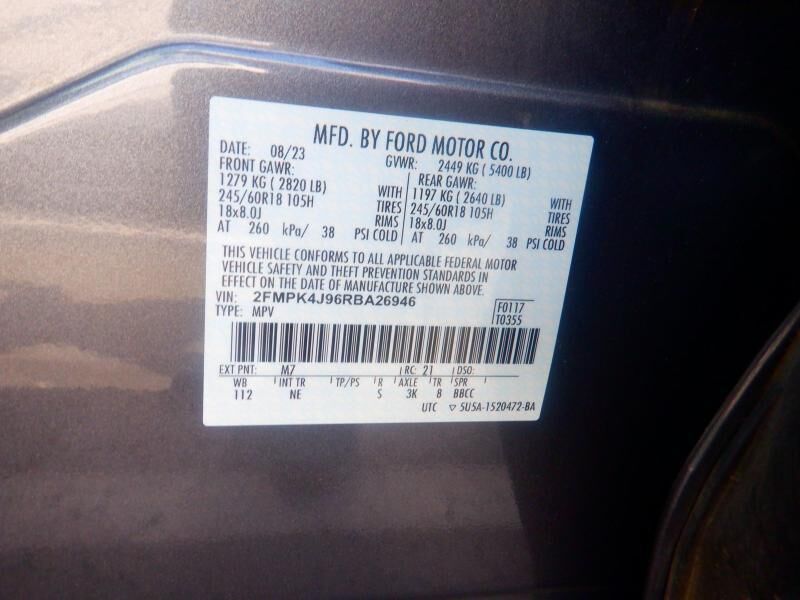 MFD. BY FORD MOTOR CO.
DATE: 08/23 GVWR: 2449 KG ( 5400 LB)
FRONT GAWR: REAR GAWR:
1279 KG ( 2820 LB) WITH 1197 KG ( 2640 LB) WITH
245/60R18 105H TIRES 245/60R18 105H TIRES
18x8.0J RIMS 18x8.0J RIMS
AT 260 kPa/ 38 PSI COLD AT 260 kPa/ 38 PSI COLD
THIS VEHICLE CONFORMS TO ALL APPLICABLE FEDERAL MOTOR
VEHICLE SAFETY AND THEFT PREVENTION STANDARDS IN
EFFECT ON THE DATE OF MANUFACTURE SHOWN ABOVE.
VIN: 2FMPK4J96RBA26946 F0117
TYPE: MPV T0355
EXT PNT: M7 RC: 21 DSO:
WB INT TR TP/PS R AXLE TR SPR
112 NE S 3K 8 BBCC
UTC ▽ 5U5A-1520472-BA